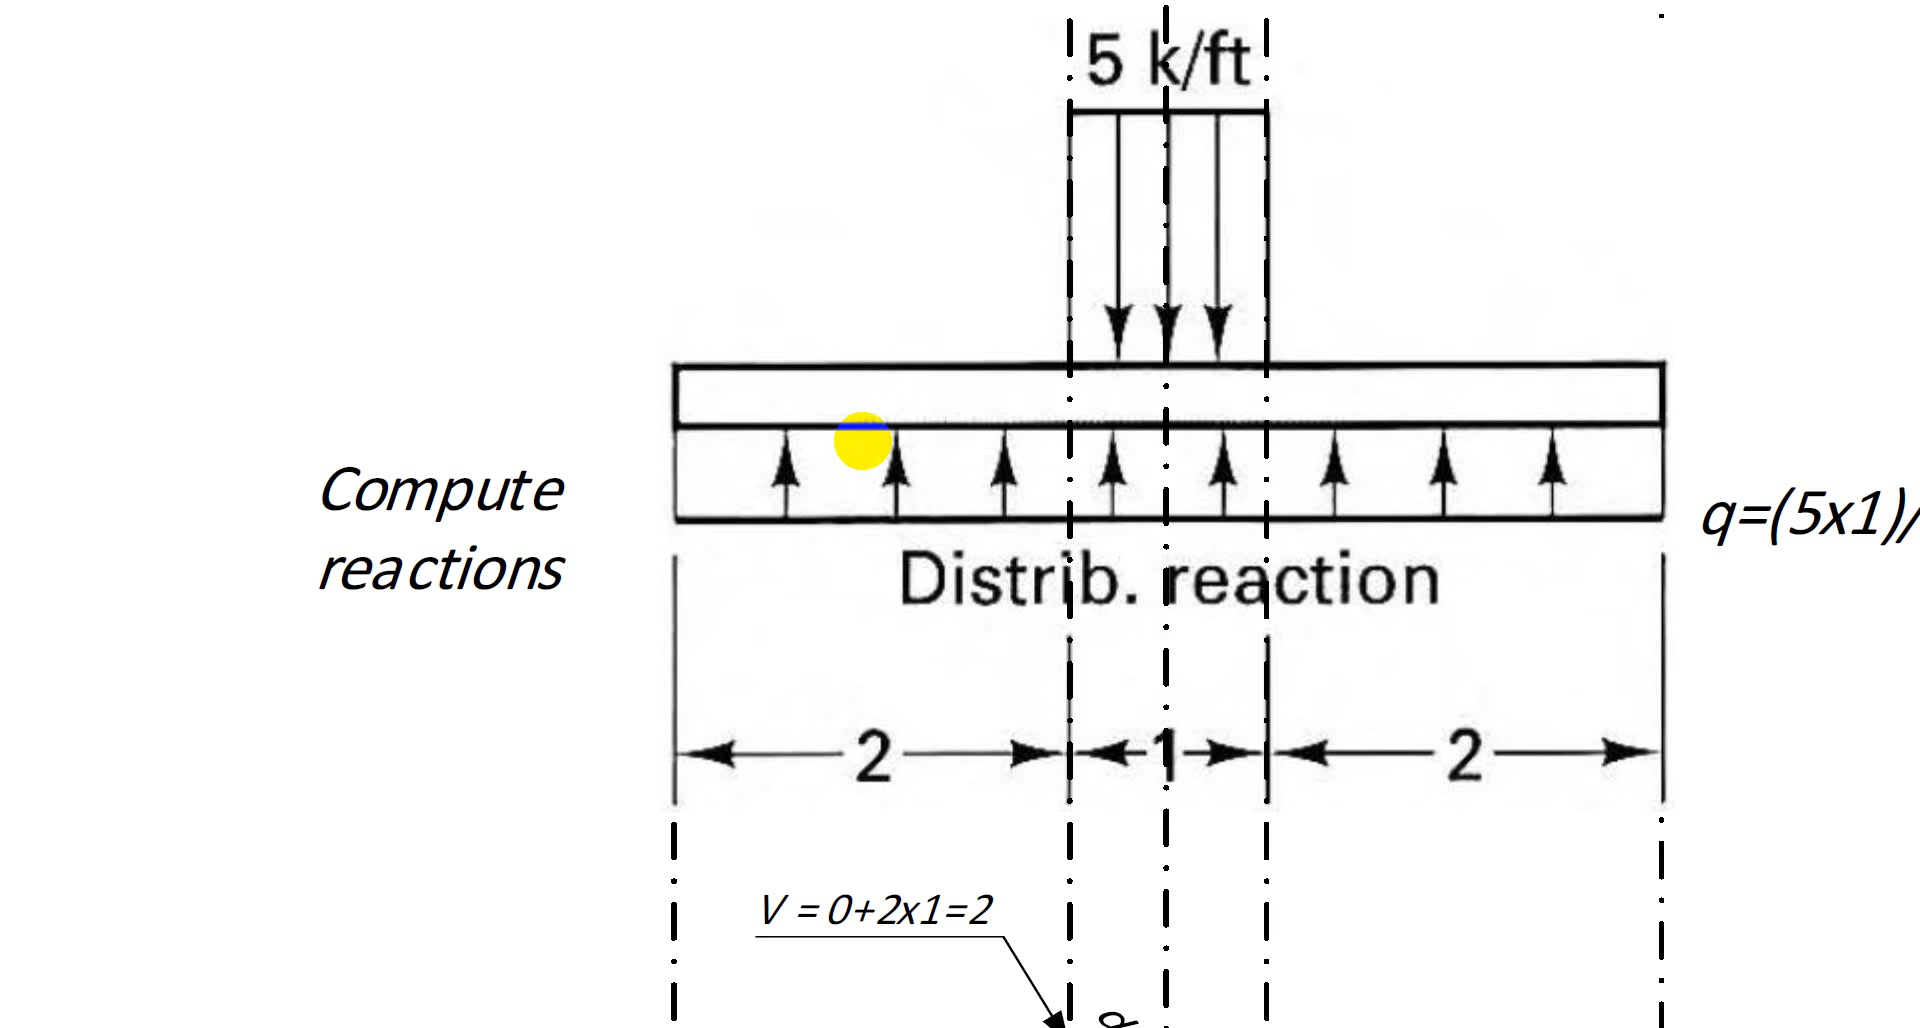 5 k/ft
Compute
reactions
q=(5x1)/
Distrib. reaction
2 1 2
V = 0+2x1=2